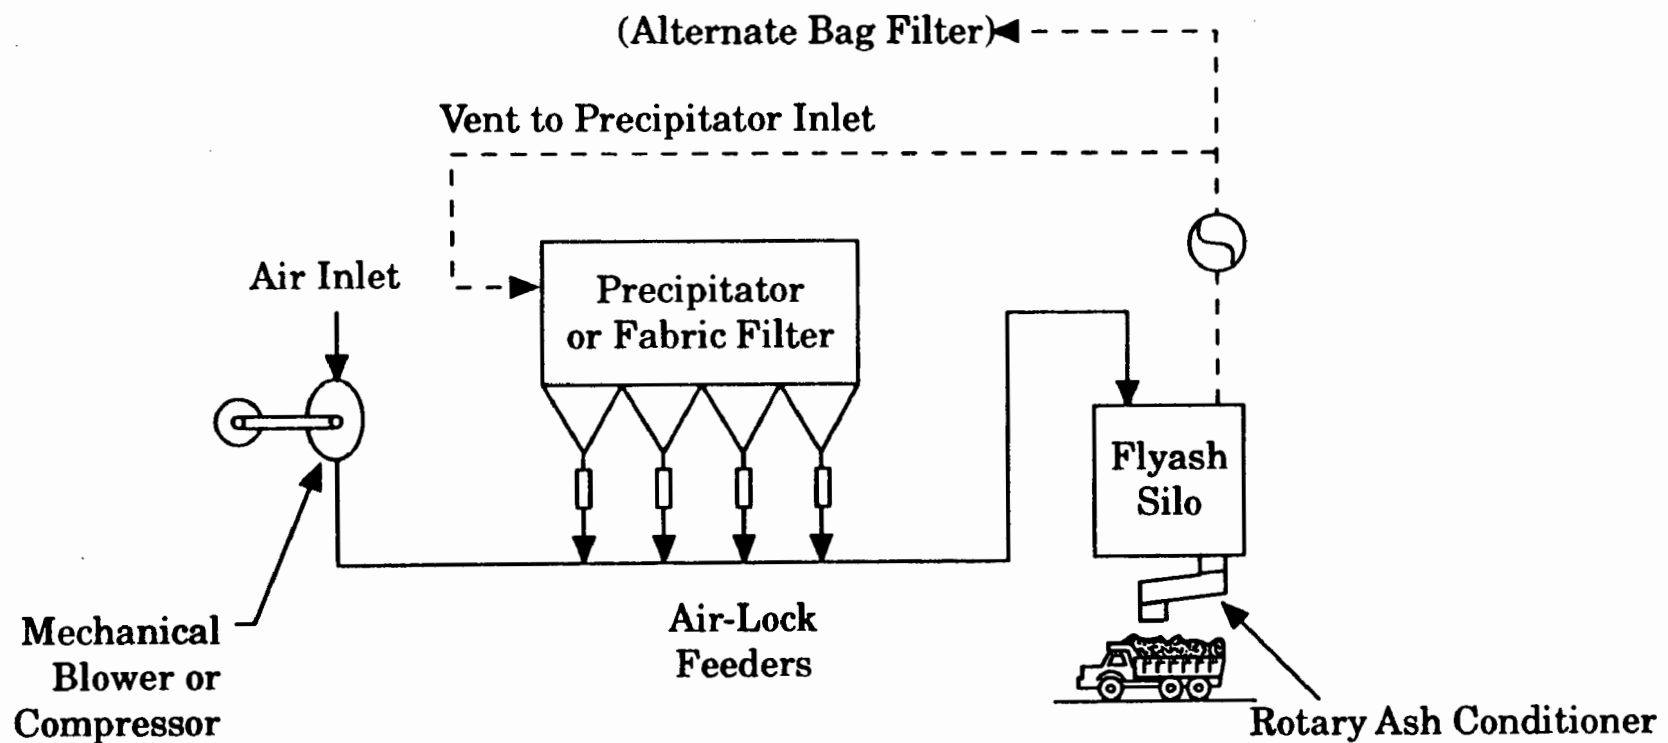 (Alternate Bag Filter)
Vent to Precipitator Inlet
Air Inlet
Precipitator
or Fabric Filter
Flyash
Silo
Mechanical
Blower or
Compressor
Air-Lock
Feeders
Rotary Ash Conditioner